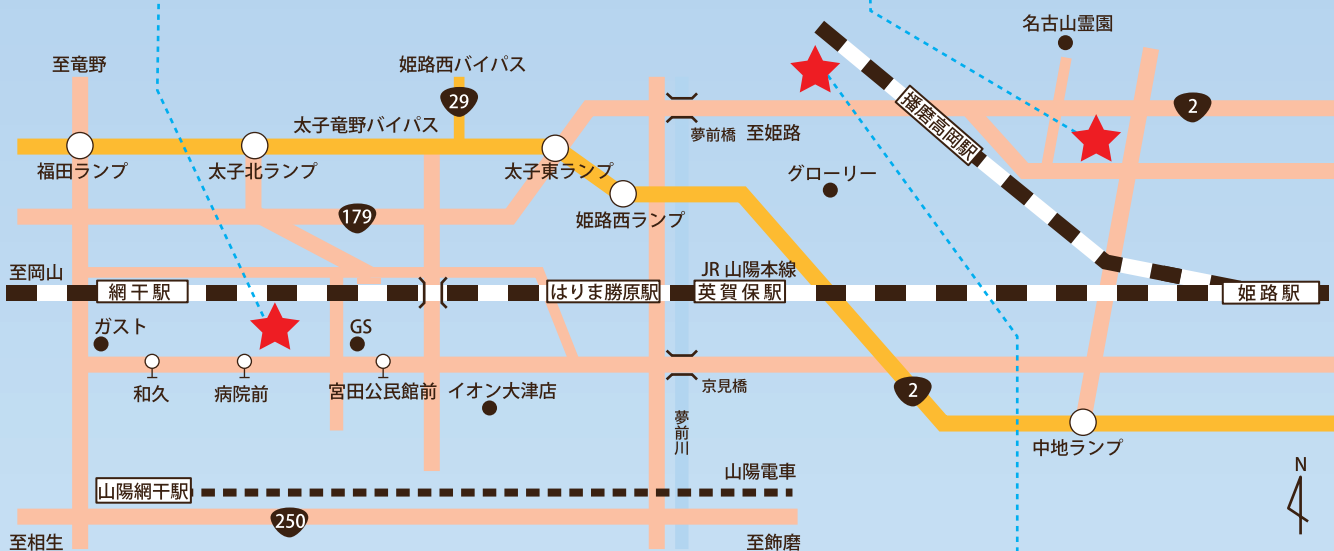 名古山霊園
至竜野
姫路西バイパス
29
2
太子竜野バイパス
夢前橋
至姫路
播磨高岡駅
福田ランプ
太子北ランプ
太子東ランプ
グローリー
179
姫路西ランプ
至岡山
JR 山陽本線
網干駅
はりま勝原駅
英賀保駅
姫路駅
ガスト
GS
和久
病院前
宮田公民館前
イオン大津店
京見橋
2
夢前川
中地ランプ
山陽電車
N
山陽網干駅
250
至相生
至飾磨